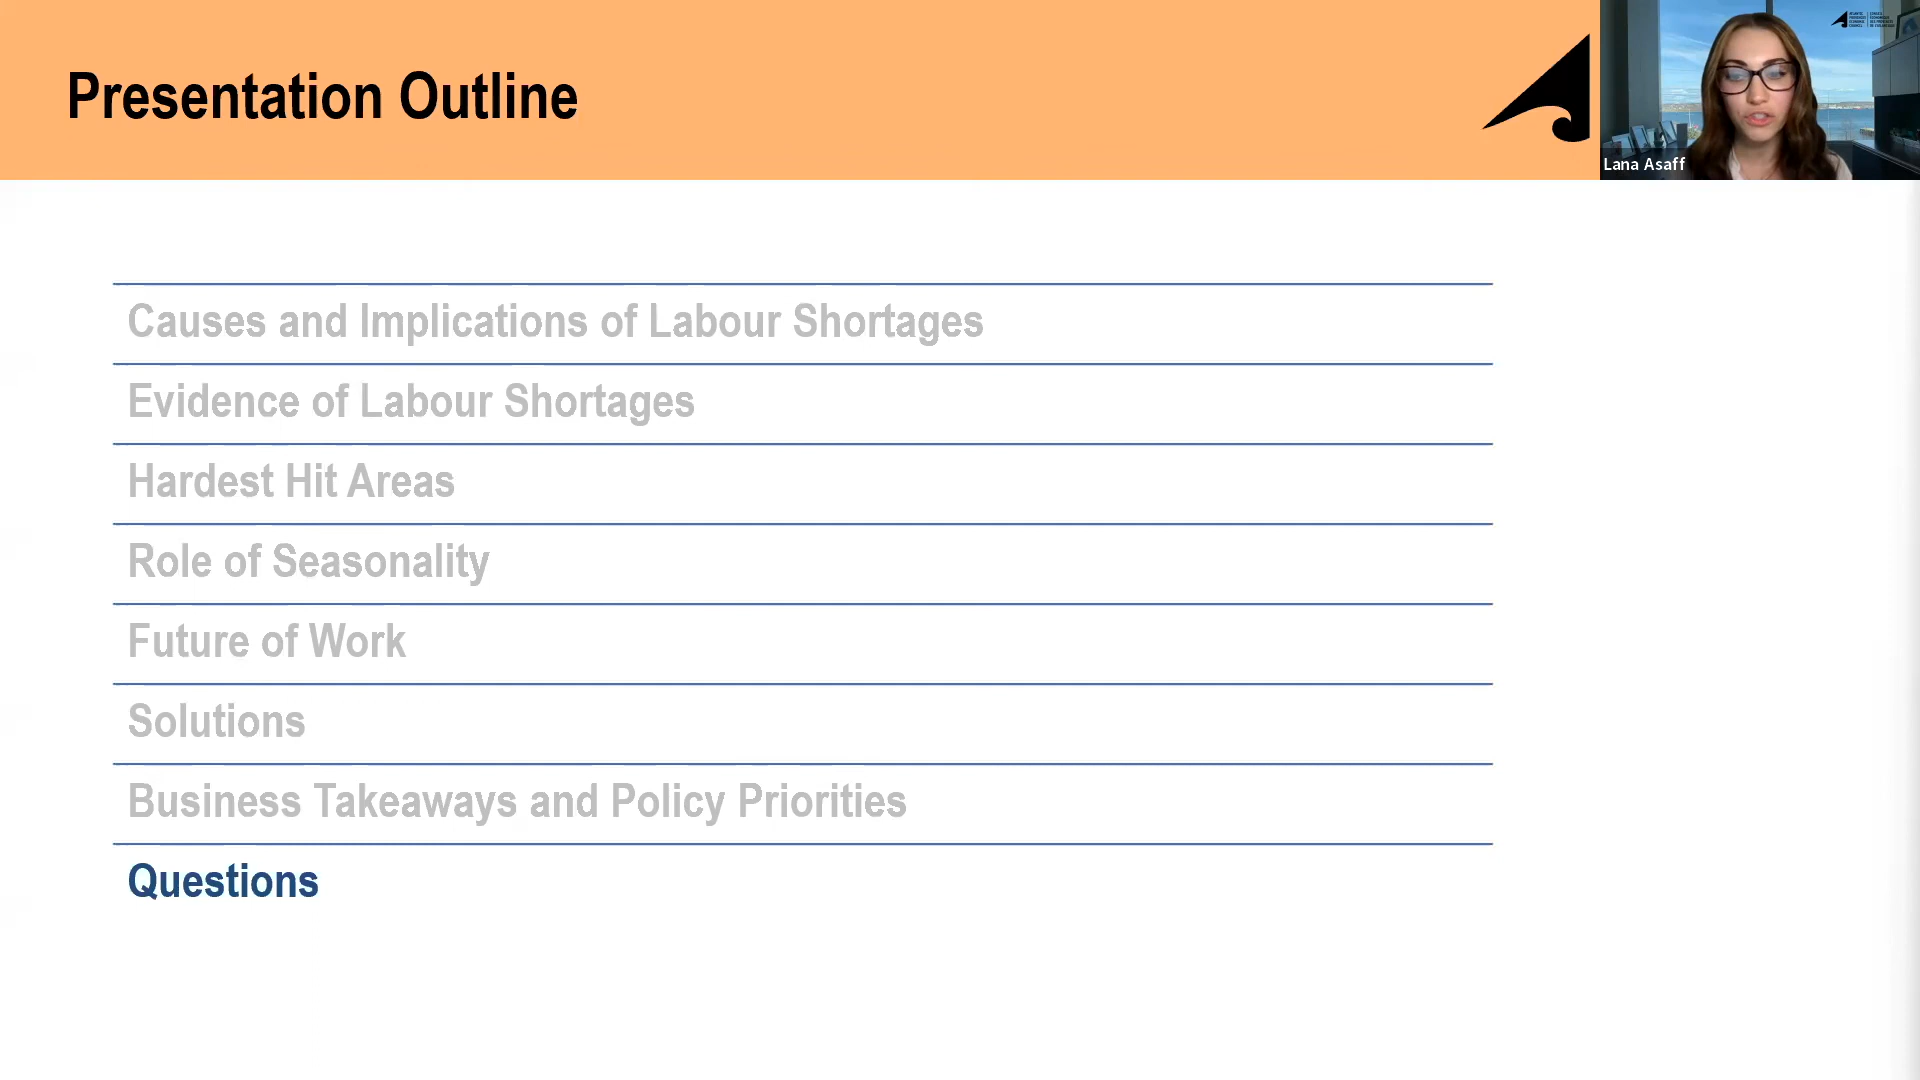 Presentation Outline
Lana Asaff
Causes and Implications of Labour Shortages
Evidence of Labour Shortages
Hardest Hit Areas
Role of Seasonality
Future of Work
Solutions
Business Takeaways and Policy Priorities
Questions